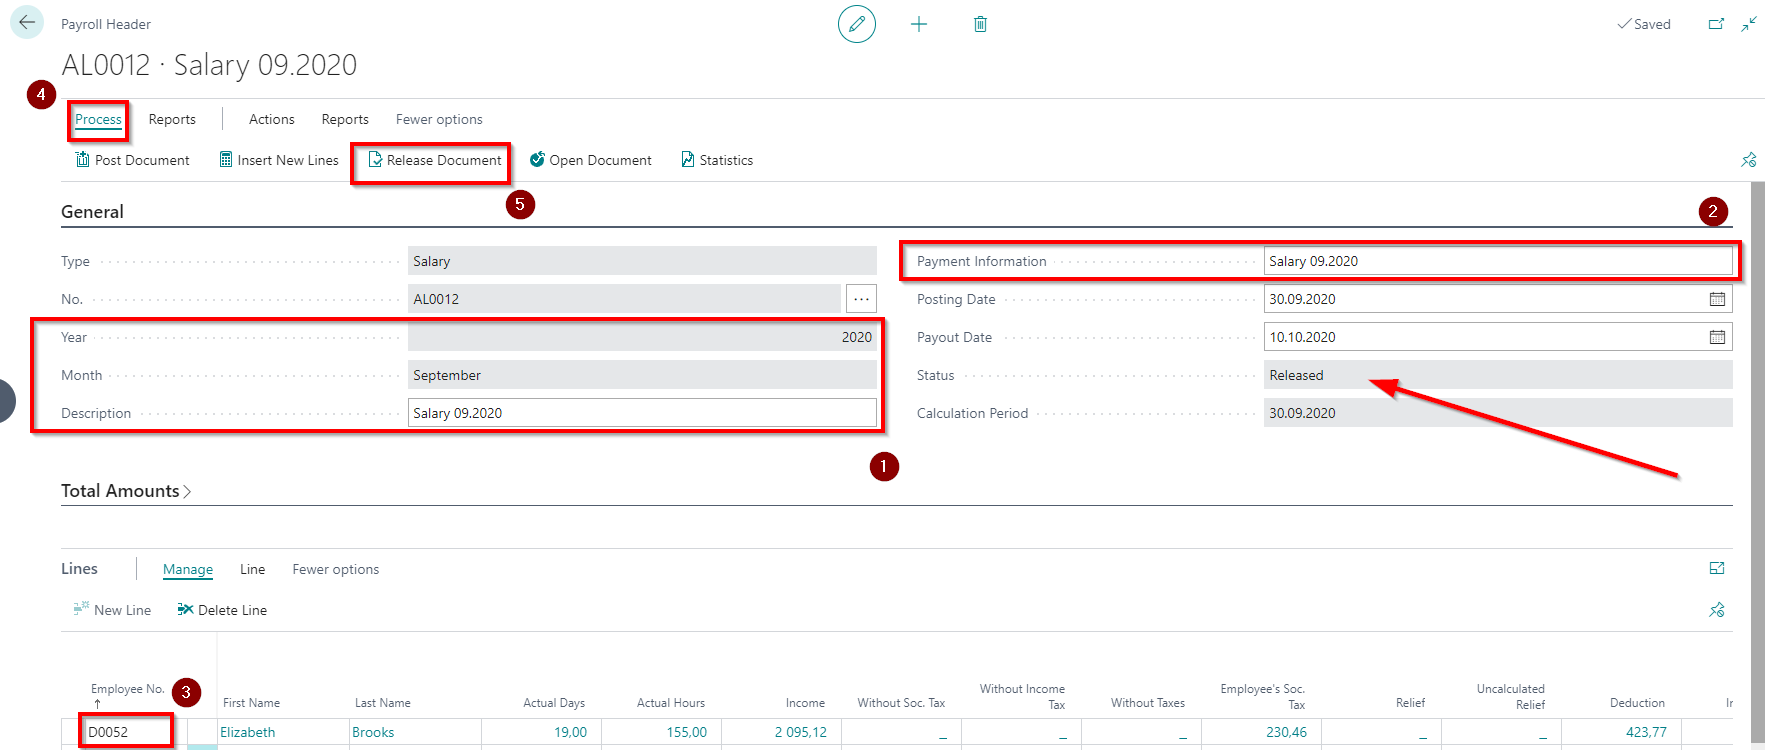 Payroll Header
Saved
AL0012 · Salary 09.2020
4
Process Reports Actions Reports Fewer options
Post Document Insert New Lines Release Document Open Document Statistics
5
General
2
Type Salary
Payment Information Salary 09.2020
No. AL0012 ...
Posting Date 30.09.2020
Year 2020
Payout Date 10.10.2020
Month September
Status Released
Description Salary 09.2020
Calculation Period 30.09.2020
1
Total Amounts
Lines Manage Line Fewer options
New Line Delete Line
Employee No. ↑ 3 First Name Last Name Actual Days Actual Hours Income Without Soc. Tax Without Income Tax Without Taxes Employee's Soc. Tax Relief Uncalculated Relief Deduction
D0052 Elizabeth Brooks 19,00 155,00 2 095,12 _ _ _ 230,46 _ _ 423,77